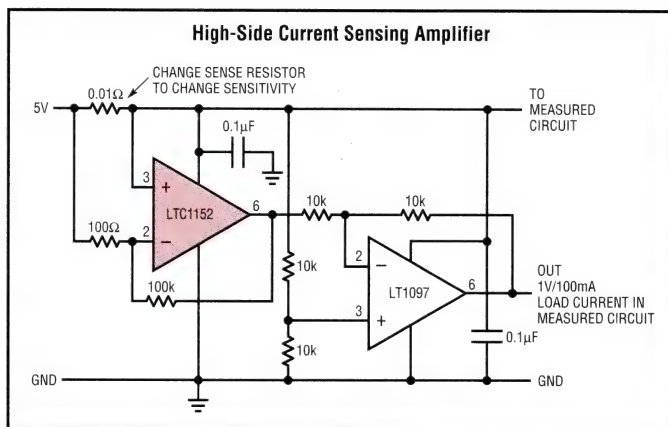 High-Side Current Sensing Amplifier
CHANGE SENSE RESISTOR
TO CHANGE SENSITIVITY
0.01Ω
5V
TO
MEASURED
CIRCUIT
0.1µF
3
+
LTC1152
6
2
−
100Ω
100k
10k
10k
10k
10k
2
−
LT1097
6
3
+
OUT
1V/100mA
LOAD CURRENT IN
MEASURED CIRCUIT
0.1µF
GND
GND